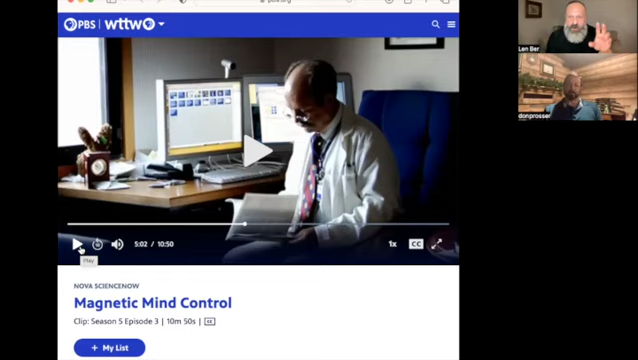 PBS wttw
Len Ber
donprosser
5:02 / 10:50
1x
CC
Play
NOVA SCIENCENOW
Magnetic Mind Control
Clip: Season 5 Episode 3 | 10m 50s | CC
+ My List